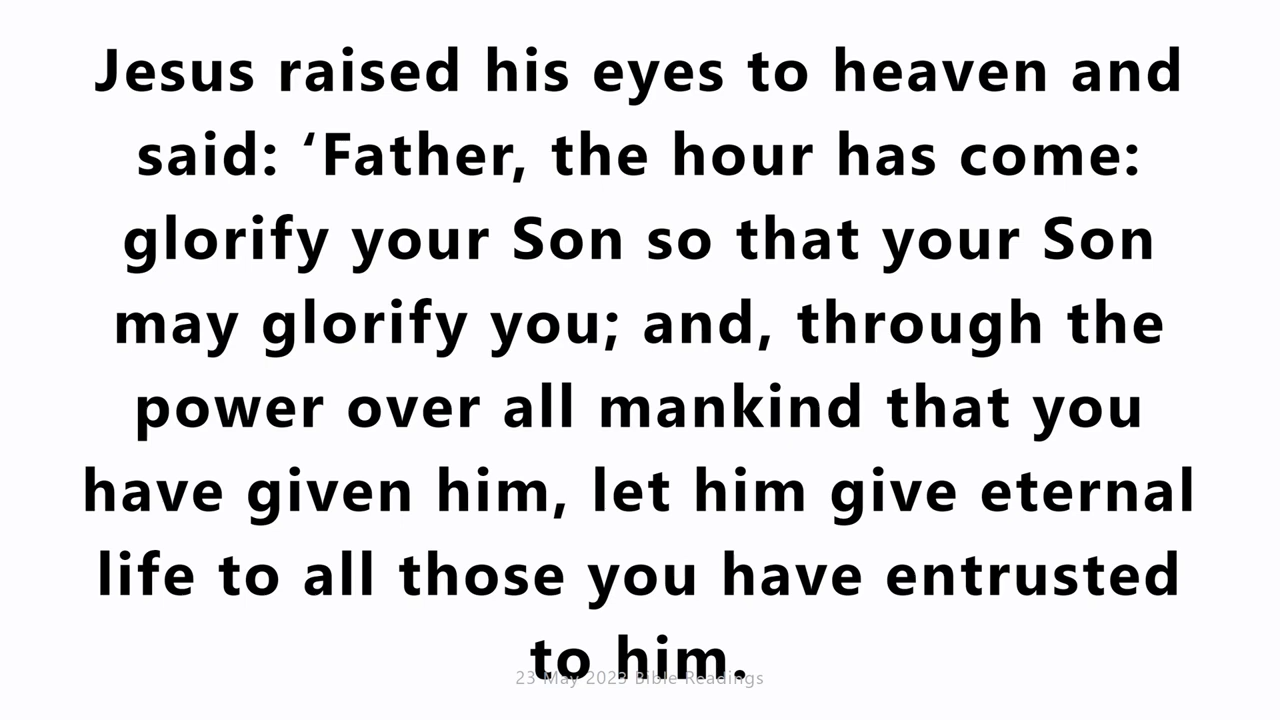 Jesus raised his eyes to heaven and
said: ‘Father, the hour has come:
glorify your Son so that your Son
may glorify you; and, through the
power over all mankind that you
have given him, let him give eternal
life to all those you have entrusted
to him.
23 May 2023 Bible Readings